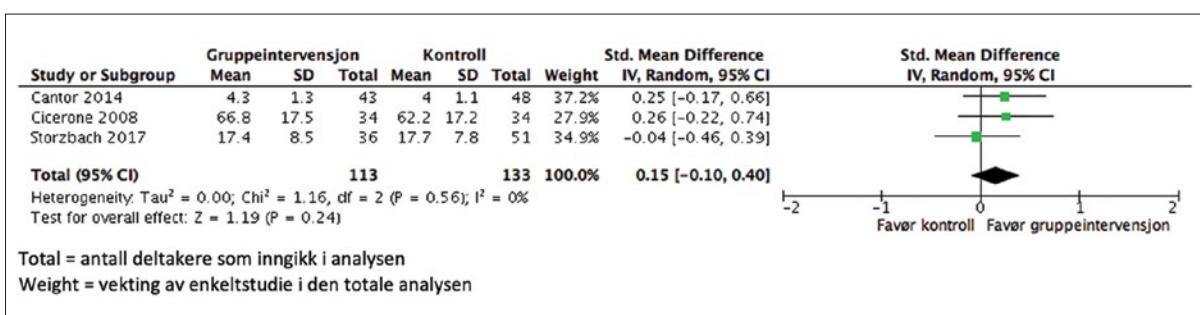 Gruppeintervensjon Kontroll Std. Mean Difference Std. Mean Difference
Study or Subgroup Mean SD Total Mean SD Total Weight IV, Random, 95% CI IV, Random, 95% CI
Cantor 2014 4.3 1.3 43 4 1.1 48 37.2% 0.25 [-0.17, 0.66]
Cicerone 2008 66.8 17.5 34 62.2 17.2 34 27.9% 0.26 [-0.22, 0.74]
Storzbach 2017 17.4 8.5 36 17.7 7.8 51 34.9% -0.04 [-0.46, 0.39]
Total (95% CI) 113 133 100.0% 0.15 [-0.10, 0.40]
Heterogeneity: Tau² = 0.00; Chi² = 1.16, df = 2 (P = 0.56); I² = 0%
Test for overall effect: Z = 1.19 (P = 0.24)
-2 -1 0 1 2
Favør kontroll Favør gruppeintervensjon
Total = antall deltakere som inngikk i analysen
Weight = vekting av enkeltstudie i den totale analysen